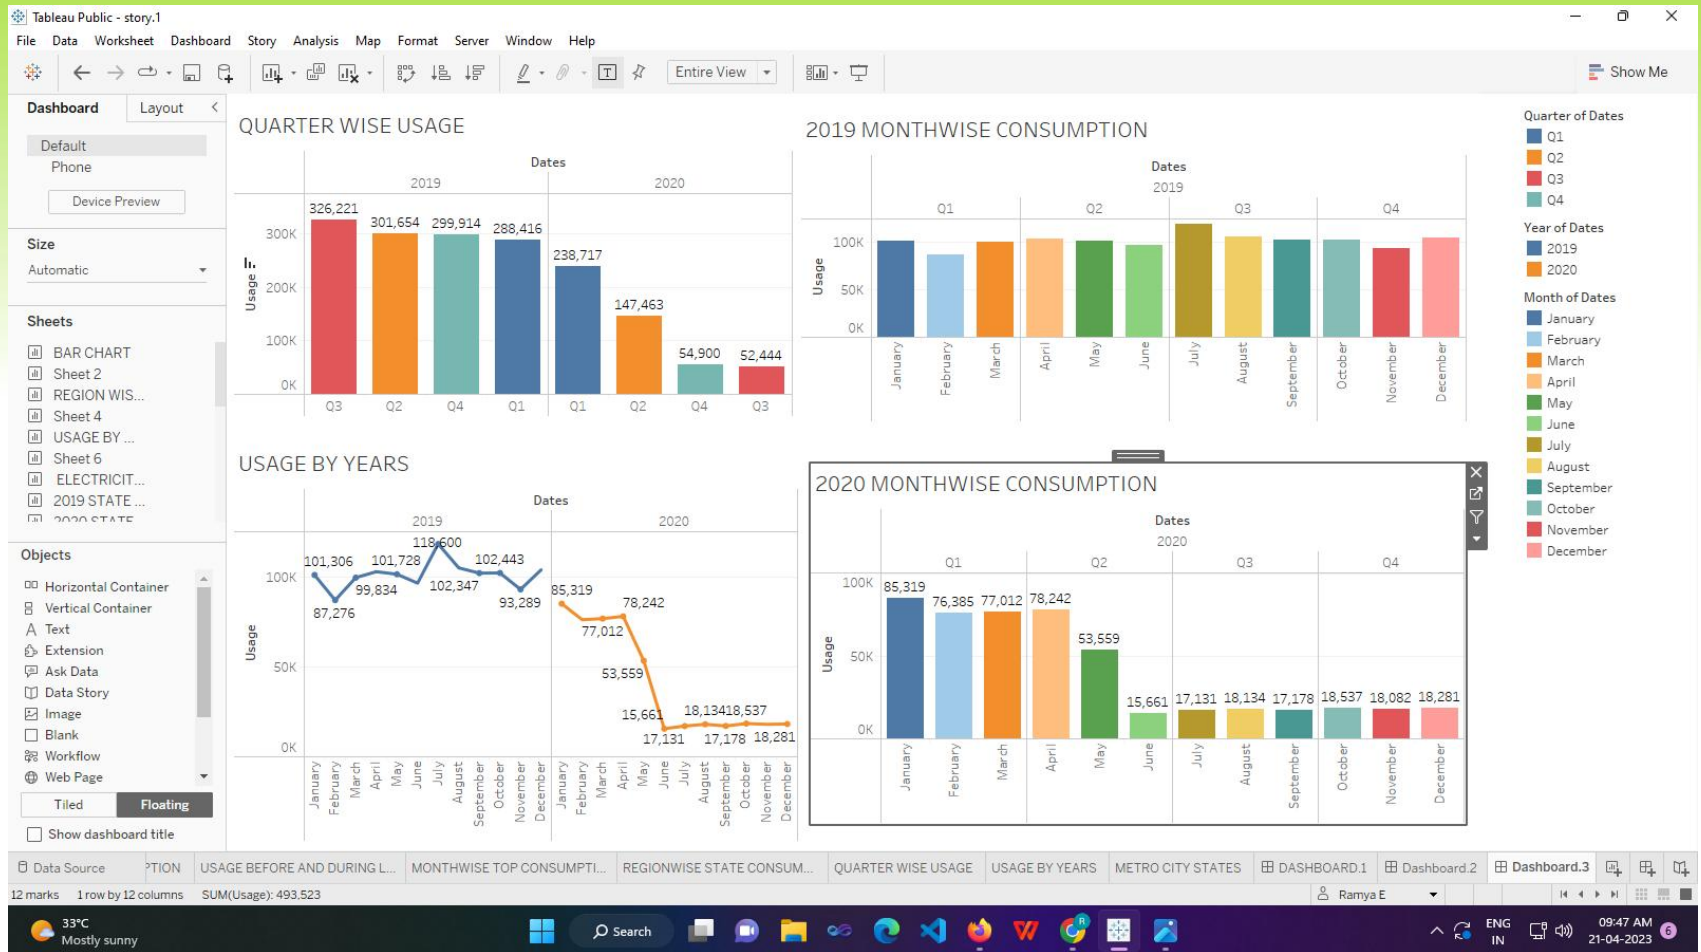 Tableau Public - story.1
File Data Worksheet Dashboard Story Analysis Map Format Server Window Help
Entire View
Show Me
Dashboard Layout
Default
Phone
Device Preview
Size
Automatic
Sheets
BAR CHART
Sheet 2
REGION WIS...
Sheet 4
USAGE BY ...
Sheet 6
ELECTRICIT...
2019 STATE ...
2020 STATE
Objects
Horizontal Container
Vertical Container
Text
Extension
Ask Data
Data Story
Image
Blank
Workflow
Web Page
Tiled Floating
Show dashboard title
QUARTER WISE USAGE
Dates
2019 2020
326,221 301,654 299,914 288,416 238,717 147,463 54,900 52,444
300K
200K
100K
0K
Usage
Q3 Q2 Q4 Q1 Q1 Q2 Q4 Q3
2019 MONTHWISE CONSUMPTION
Dates
2019
Q1 Q2 Q3 Q4
100K
50K
0K
Usage
January February March April May June July August September October November December
USAGE BY YEARS
Dates
2019 2020
118,600
101,306 101,728 102,443
99,834 102,347
87,276 93,289
85,319 78,242
77,012
53,559
15,661 18,134 18,537
17,131 17,178 18,281
100K
50K
0K
Usage
January February March April May June July August September October November December January February March April May June July August September October November December
2020 MONTHWISE CONSUMPTION
Dates
2020
Q1 Q2 Q3 Q4
100K
50K
0K
Usage
85,319 76,385 77,012 78,242 53,559 15,661 17,131 18,134 17,178 18,537 18,082 18,281
January February March April May June July August September October November December
Quarter of Dates
Q1
Q2
Q3
Q4
Year of Dates
2019
2020
Month of Dates
January
February
March
April
May
June
July
August
September
October
November
December
Data Source PTION USAGE BEFORE AND DURING L... MONTHWISE TOP CONSUMPTI... REGIONWISE STATE CONSUM... QUARTER WISE USAGE USAGE BY YEARS METRO CITY STATES DASHBOARD.1 Dashboard.2 Dashboard.3
12 marks 1 row by 12 columns SUM(Usage): 493,523 Ramya E
33°C
Mostly sunny
Search
R
ENG
IN
09:47 AM
21-04-2023
6